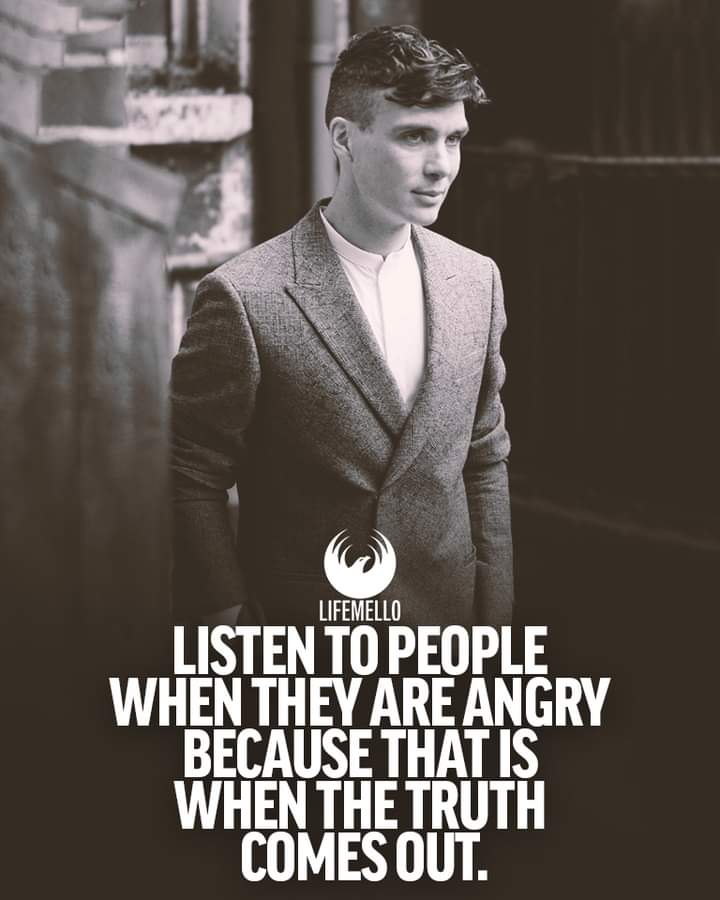 LIFEMELLO
LISTEN TO PEOPLE
WHEN THEY ARE ANGRY
BECAUSE THAT IS
WHEN THE TRUTH
COMES OUT.